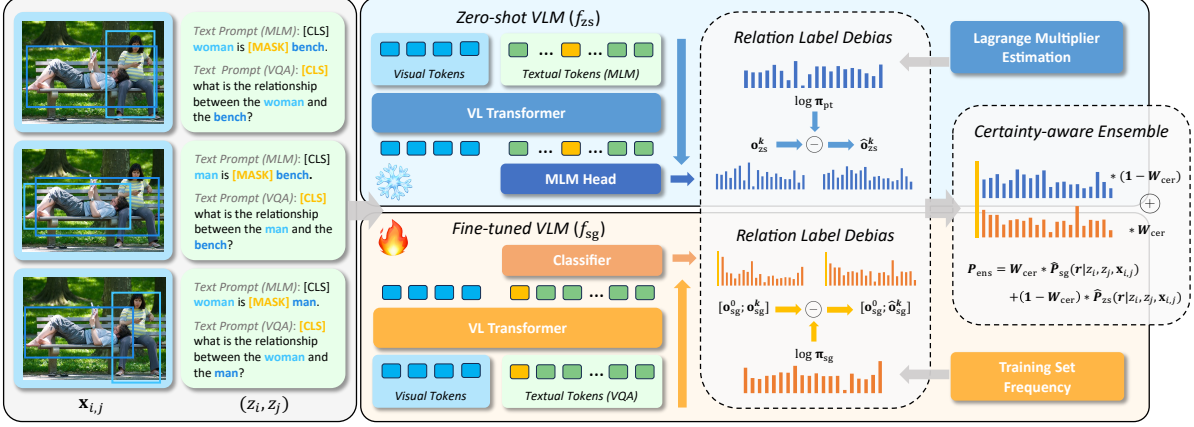 Text Prompt (MLM): [CLS]
woman is [MASK] bench.
Text Prompt (VQA): [CLS]
what is the relationship
between the woman and
the bench?
Text Prompt (MLM): [CLS]
man is [MASK] bench.
Text Prompt (VQA): [CLS]
what is the relationship
between the man and the
bench?
Text Prompt (MLM): [CLS]
woman is [MASK] man.
Text Prompt (VQA): [CLS]
what is the relationship
between the woman and
the man?
x_{i,j}
(z_i, z_j)
Zero-shot VLM (f_zs)
Visual Tokens
... ...
Textual Tokens (MLM)
VL Transformer
... ...
MLM Head
Fine-tuned VLM (f_sg)
Classifier
...
VL Transformer
...
Visual Tokens
Textual Tokens (VQA)
Relation Label Debias
log π_pt
o^k_zs − ô^k_zs
Relation Label Debias
[o^0_sg; o^k_sg] − [o^0_sg; ô^k_sg]
log π_sg
Lagrange Multiplier
Estimation
Training Set
Frequency
Certainty-aware Ensemble
* (1 − W_cer)
+
* W_cer
P_ens = W_cer * P̂_sg(r|z_i, z_j, x_{i,j})
+(1 − W_cer) * P̂_zs(r|z_i, z_j, x_{i,j})